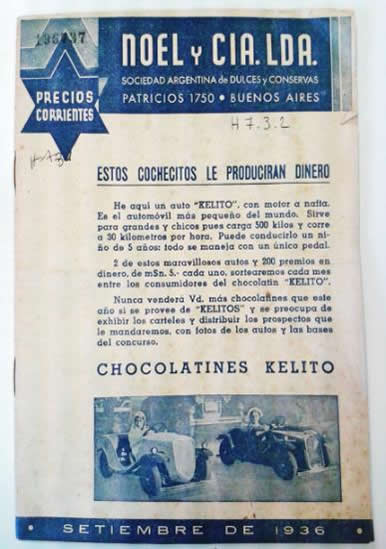 136437
NOEL Y CIA. LDA.
SOCIEDAD ARGENTINA de DULCES y CONSERVAS
PATRICIOS 1750 • BUENOS AIRES
PRECIOS
CORRIENTES
H 7.3.2
ESTOS COCHECITOS LE PRODUCIRAN DINERO
He aquí un auto "KELITO", con motor a nafta.
Es el automóvil más pequeño del mundo. Sirve
para grandes y chicos pues carga 500 kilos y corre
a 30 kilometros por hora. Puede conducirlo un ni-
ño de 5 años: todo se maneja con un único pedal.
2 de estos maravillosos autos y 200 premios en
dinero, de m$n. 5.- cada uno, sortearemos cada mes
entre los consumidores del chocolatín "KELITO".
Nunca venderá Vd. más chocolatines que este
año si se provee de "KELITOS" y se preocupa de
exhibir los carteles y distribuir los prospectos que
le mandaremos, con fotos de los autos y las bases
del concurso.
CHOCOLATINES KELITO
• SETIEMBRE DE 1936 •